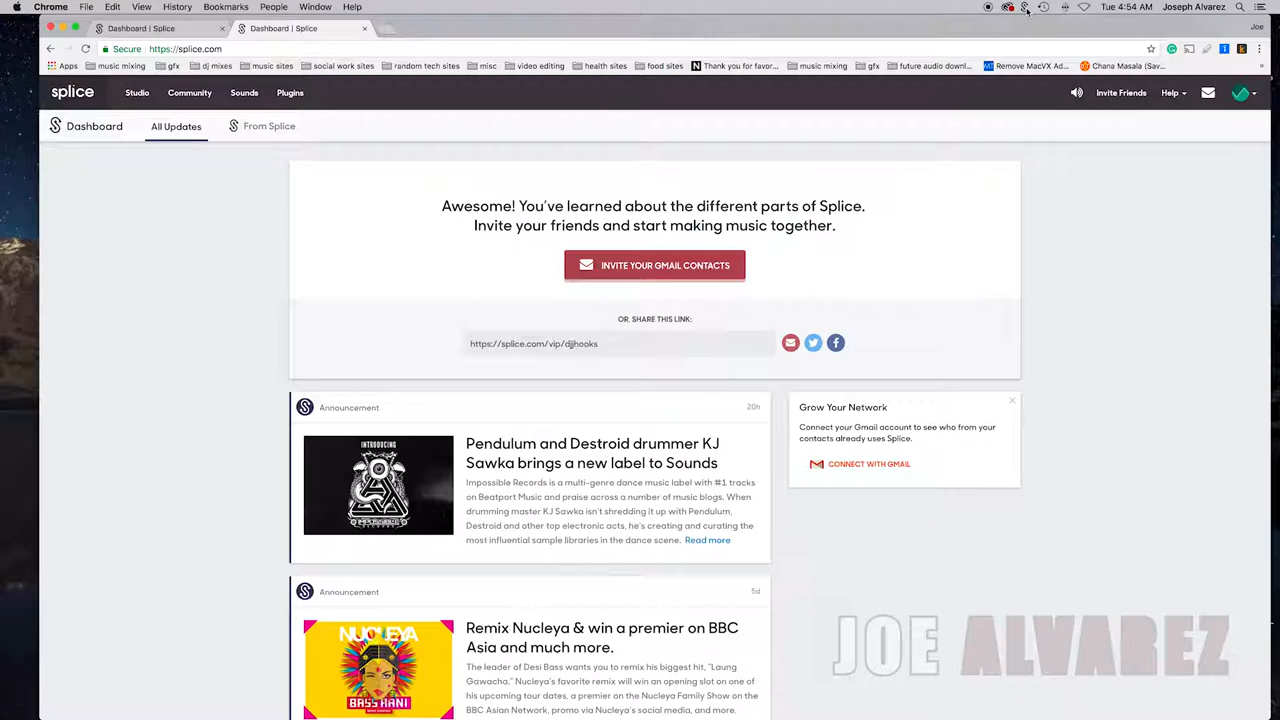 Chrome File Edit View History Bookmarks People Window Help Tue 4:54 AM Joseph Alvarez
Dashboard | Splice × Dashboard | Splice × Joe
Secure https://splice.com
Apps music mixing gfx dj mixes music sites social work sites random tech sites misc video editing health sites food sites Thank you for favor... music mixing gfx future audio downl... Remove MacVX Ad... Chana Masala (Sav... »
splice Studio Community Sounds Plugins Invite Friends Help
Dashboard All Updates From Splice
Awesome! You've learned about the different parts of Splice.
Invite your friends and start making music together.
INVITE YOUR GMAIL CONTACTS
OR, SHARE THIS LINK:
https://splice.com/vip/djjhooks
Announcement 20h
INTRODUCING
IMPOSSIBLE
Pendulum and Destroid drummer KJ
Sawka brings a new label to Sounds
Impossible Records is a multi-genre dance music label with #1 tracks
on Beatport Music and praise across a number of music blogs. When
drumming master KJ Sawka isn't shredding it up with Pendulum,
Destroid and other top electronic acts, he's creating and curating the
most influential sample libraries in the dance scene. Read more
Grow Your Network
Connect your Gmail account to see who from your
contacts already uses Splice.
CONNECT WITH GMAIL
Announcement 5d
NUCLEYA
BASS RANI
Remix Nucleya & win a premier on BBC
Asia and much more.
The leader of Desi Bass wants you to remix his biggest hit, "Laung
Gawacha." Nucleya's favorite remix will win an opening slot on one of
his upcoming tour dates, a premier on the Nucleya Family Show on the
BBC Asian Network, promo via Nucleya's social media, and more.
JOE ALVAREZ